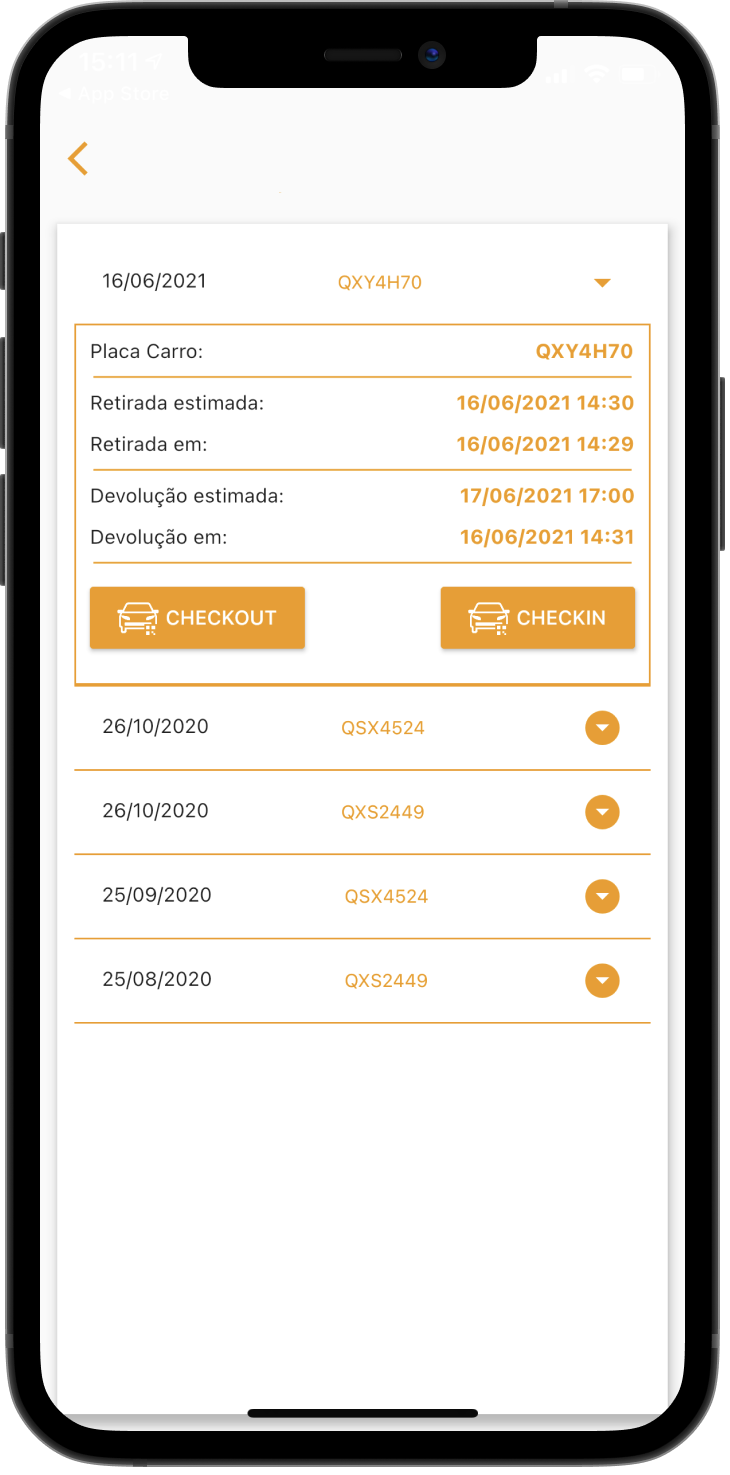 15:11
◀ App Store
16/06/2021 QXY4H70
Placa Carro: QXY4H70
Retirada estimada: 16/06/2021 14:30
Retirada em: 16/06/2021 14:29
Devolução estimada: 17/06/2021 17:00
Devolução em: 16/06/2021 14:31
CHECKOUT CHECKIN
26/10/2020 QSX4524
26/10/2020 QXS2449
25/09/2020 QSX4524
25/08/2020 QXS2449